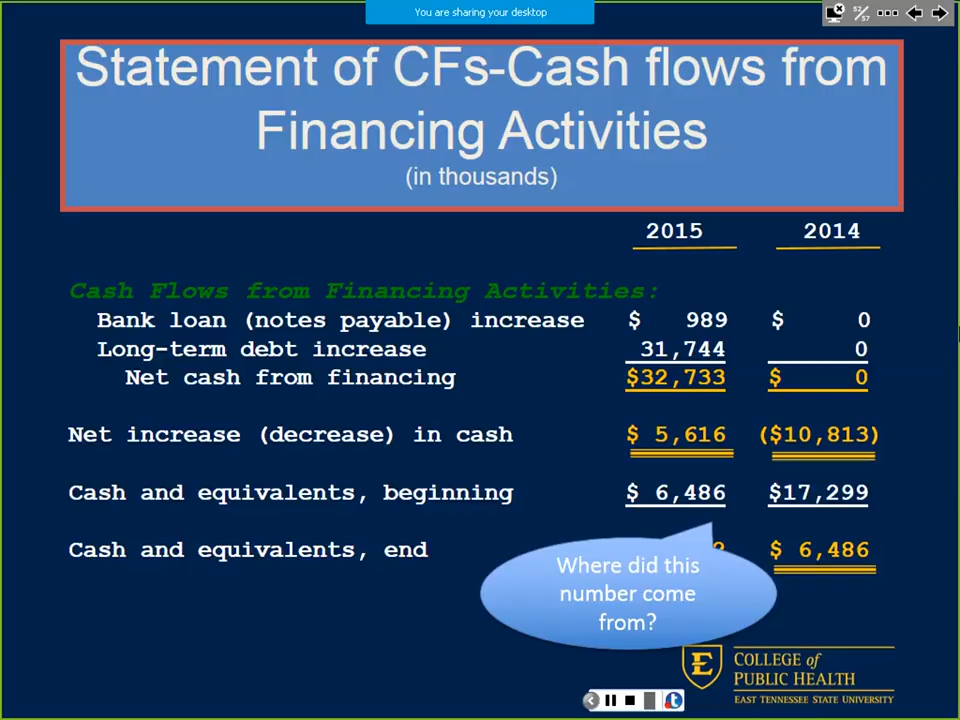 You are sharing your desktop
52/57
Statement of CFs-Cash flows from
Financing Activities
(in thousands)
2015 2014
Cash Flows from Financing Activities:
Bank loan (notes payable) increase $ 989 $ 0
Long-term debt increase 31,744 0
Net cash from financing $32,733 $ 0
Net increase (decrease) in cash $ 5,616 ($10,813)
Cash and equivalents, beginning $ 6,486 $17,299
Cash and equivalents, end $ 6,486
Where did this
number come
from?
E
COLLEGE of
PUBLIC HEALTH
EAST TENNESSEE STATE UNIVERSITY